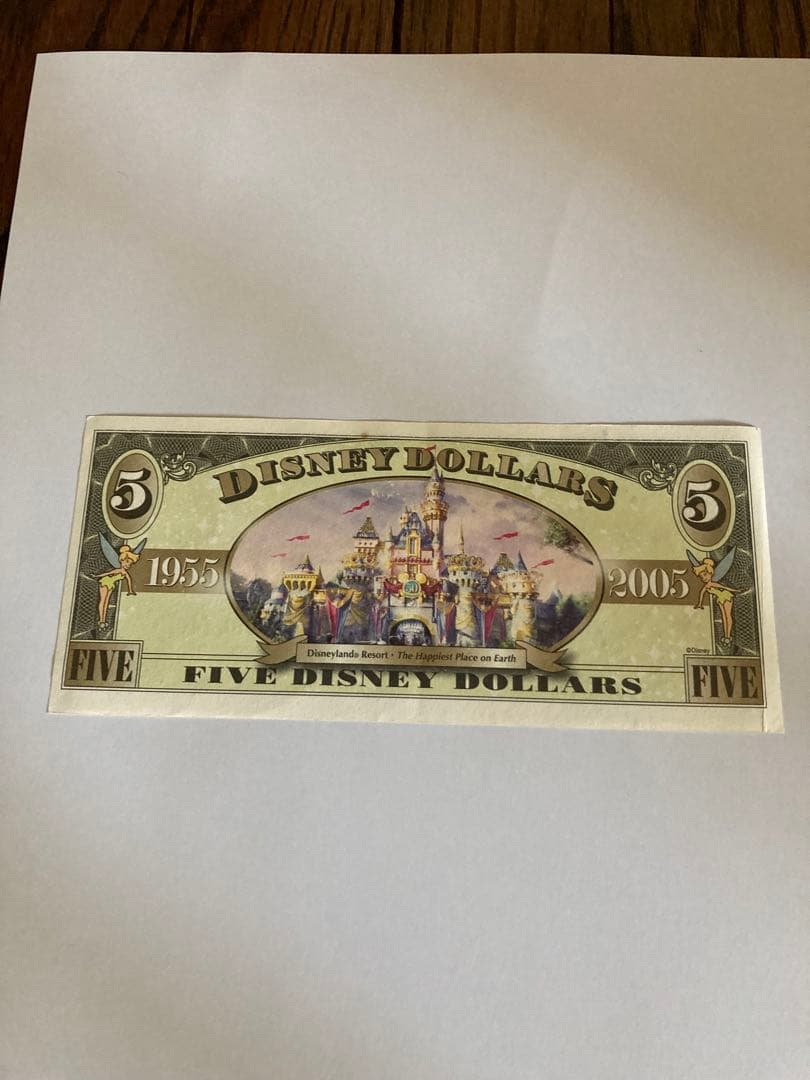 5 DISNEY DOLLARS 5
1955 2005
Disneyland® Resort • The Happiest Place on Earth
©Disney
FIVE FIVE DISNEY DOLLARS FIVE